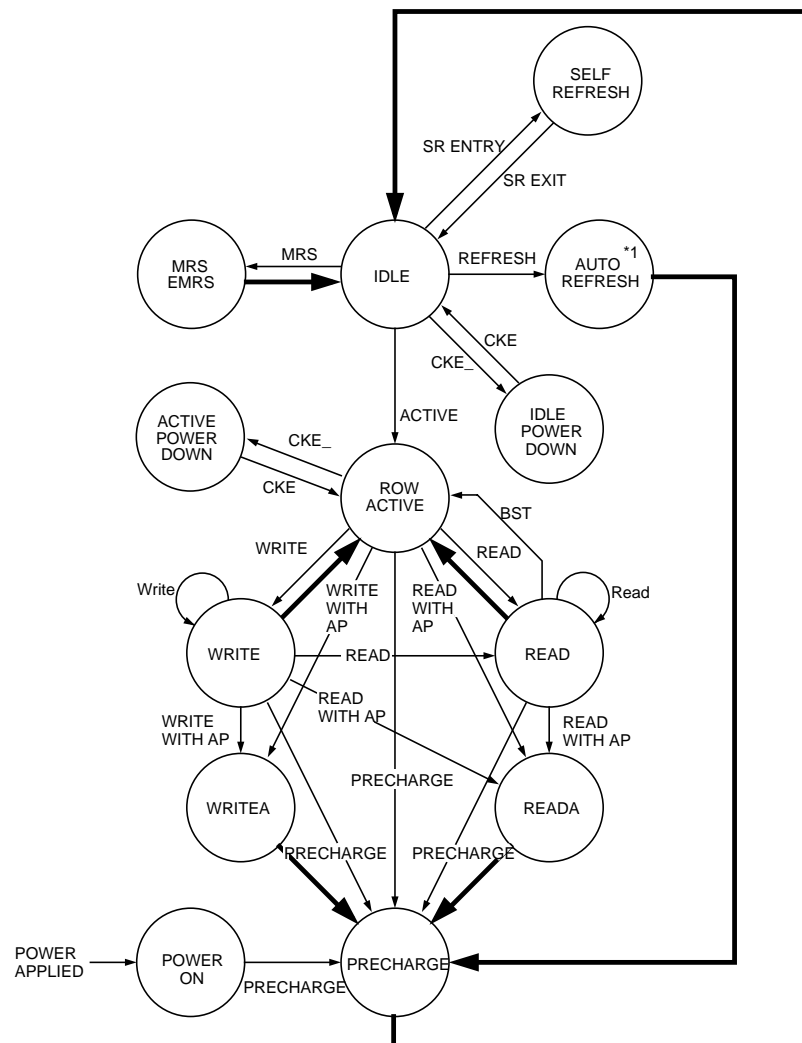 SELF
REFRESH
SR ENTRY
SR EXIT
MRS
EMRS
MRS
IDLE
REFRESH
AUTO
REFRESH
*1
CKE
CKE_
ACTIVE
IDLE
POWER
DOWN
ACTIVE
POWER
DOWN
CKE_
CKE
ROW
ACTIVE
BST
WRITE
READ
Write
WRITE
WITH
AP
READ
WITH
AP
Read
WRITE
READ
READ
READ
WITH AP
WRITE
WITH AP
READ
WITH AP
PRECHARGE
WRITEA
READA
PRECHARGE
PRECHARGE
POWER
APPLIED
POWER
ON
PRECHARGE
PRECHARGE